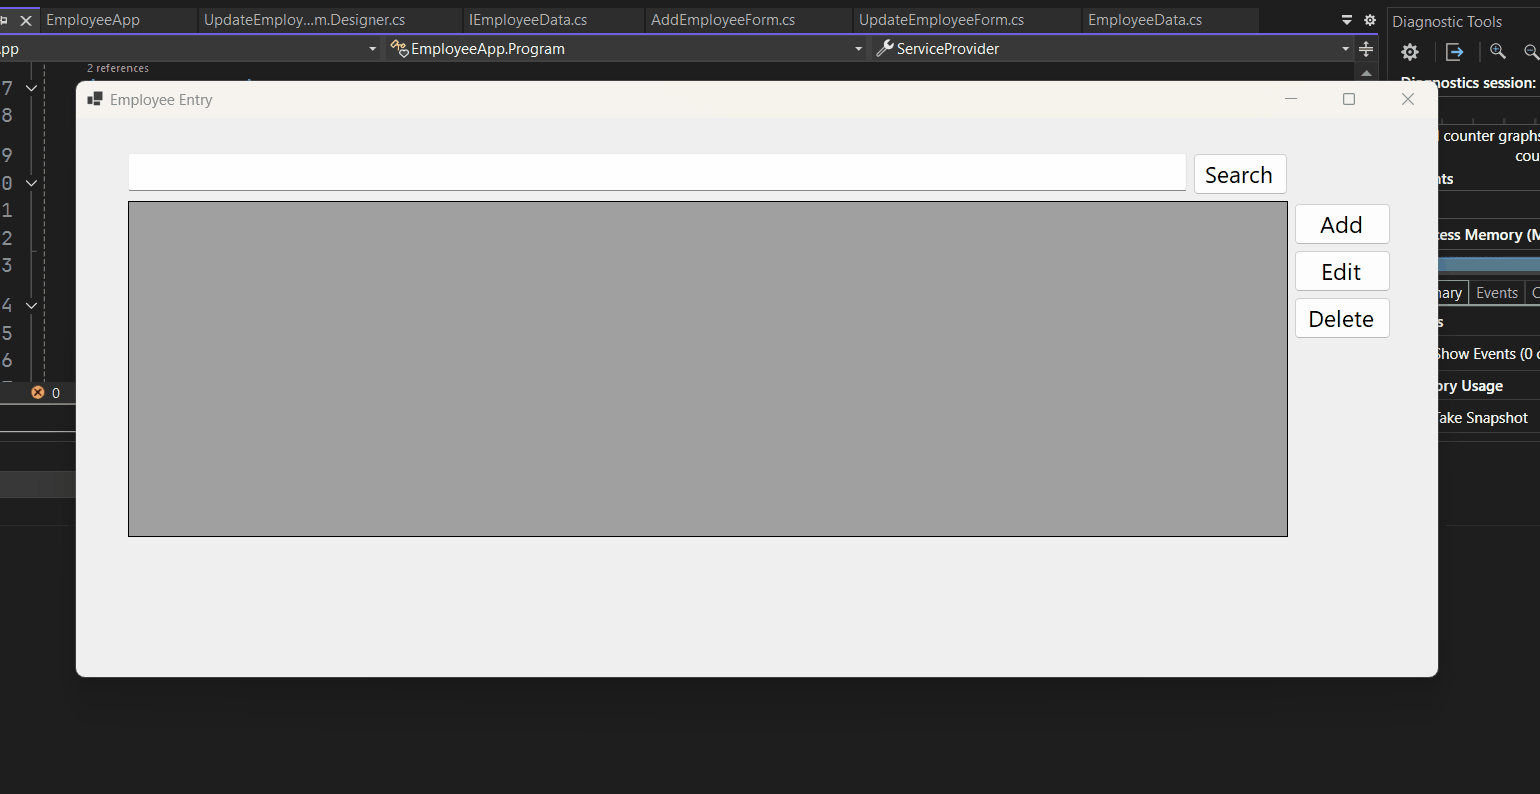 EmployeeApp UpdateEmploy...m.Designer.cs IEmployeeData.cs AddEmployeeForm.cs UpdateEmployeeForm.cs EmployeeData.cs
Diagnostic Tools
pp EmployeeApp.Program ServiceProvider
2 references
7
8
9
0
1
2
3
4
5
6
0
Employee Entry
Search
Add
Edit
Delete
nostics session:
counter graphs
cou
nts
ess Memory (M
ary Events
s
Show Events (0
ory Usage
Take Snapshot